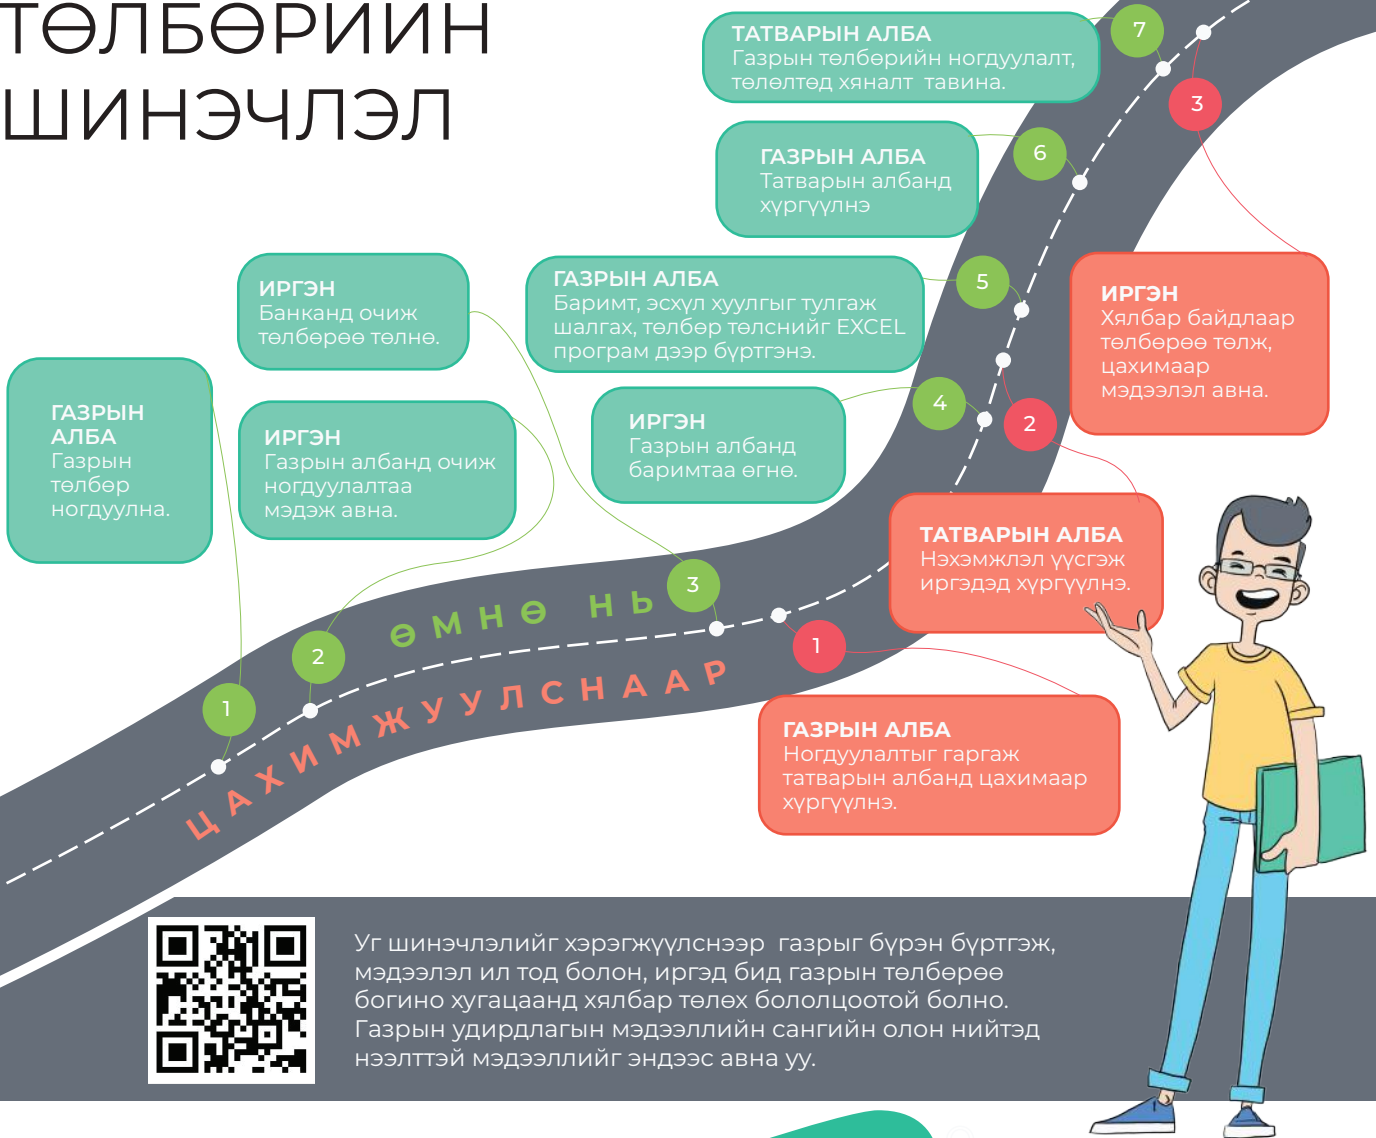 ТӨЛБӨРИЙН
ШИНЭЧЛЭЛ
ТАТВАРЫН АЛБА
Газрын төлбөрийн ногдуулалт,
төлөлтөд хяналт тавина.
7
3
ГАЗРЫН АЛБА
Татварын албанд
хүргүүлнэ
6
ИРГЭН
Банканд очиж
төлбөрөө төлнө.
ГАЗРЫН АЛБА
Баримт, эсхүл хуулгыг тулгаж
шалгах, төлбөр төлснийг EXCEL
програм дээр бүртгэнэ.
5
ИРГЭН
Хялбар байдлаар
төлбөрөө төлж,
цахимаар
мэдээлэл авна.
ГАЗРЫН
АЛБА
Газрын
төлбөр
ногдуулна.
ИРГЭН
Газрын албанд очиж
ногдуулалтаа
мэдэж авна.
ИРГЭН
Газрын албанд
баримтаа өгнө.
4
2
ТАТВАРЫН АЛБА
Нэхэмжлэл үүсгэж
иргэдэд хүргүүлнэ.
3
ӨМНӨ НЬ
2
1
1
ЦАХИМЖУУЛСНААР
ГАЗРЫН АЛБА
Ногдуулалтыг гаргаж
татварын албанд цахимаар
хүргүүлнэ.
Уг шинэчлэлийг хэрэгжүүлснээр газрыг бүрэн бүртгэж,
мэдээлэл ил тод болон, иргэд бид газрын төлбөрөө
богино хугацаанд хялбар төлөх бололцоотой болно.
Газрын удирдлагын мэдээллийн сангийн олон нийтэд
нээлттэй мэдээллийг эндээс авна уу.